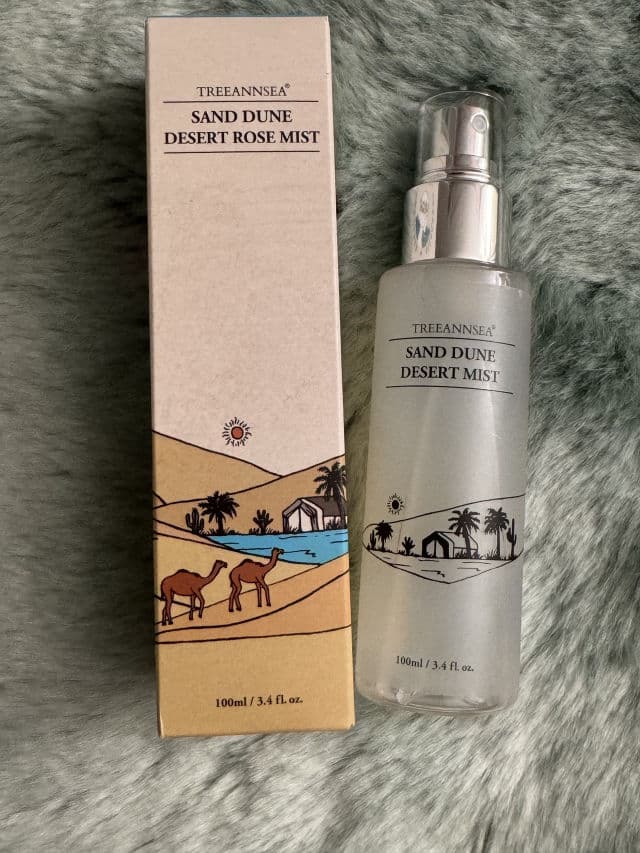 TREEANNSEA®
SAND DUNE
DESERT ROSE MIST
100ml / 3.4 fl. oz.
TREEANNSEA®
SAND DUNE
DESERT MIST
100ml / 3.4 fl. oz.